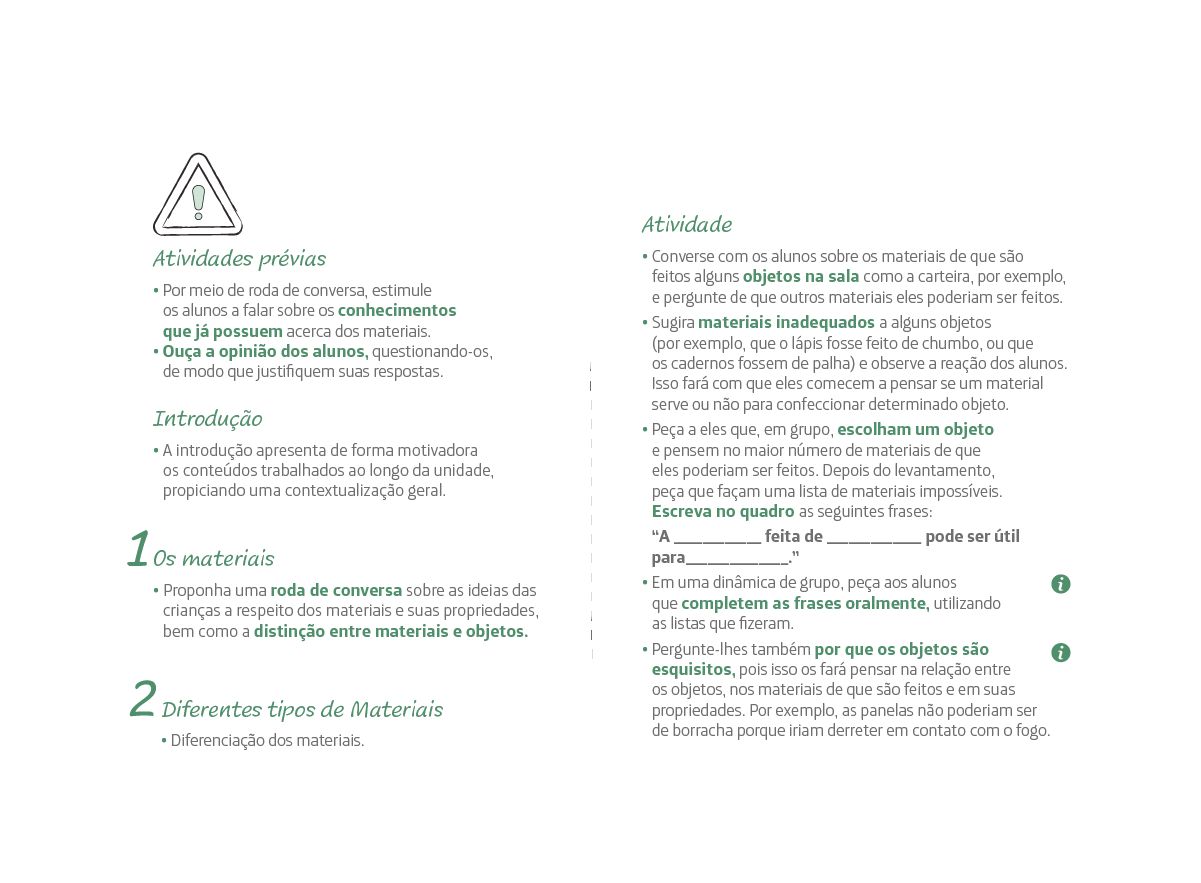 Atividades prévias
• Por meio de roda de conversa, estimule
os alunos a falar sobre os conhecimentos
que já possuem acerca dos materiais.
• Ouça a opinião dos alunos, questionando-os,
de modo que justifiquem suas respostas.
Introdução
• A introdução apresenta de forma motivadora
os conteúdos trabalhados ao longo da unidade,
propiciando uma contextualização geral.
1 Os materiais
• Proponha uma roda de conversa sobre as ideias das
crianças a respeito dos materiais e suas propriedades,
bem como a distinção entre materiais e objetos.
2 Diferentes tipos de Materiais
• Diferenciação dos materiais.
Atividade
• Converse com os alunos sobre os materiais de que são
feitos alguns objetos na sala como a carteira, por exemplo,
e pergunte de que outros materiais eles poderiam ser feitos.
• Sugira materiais inadequados a alguns objetos
(por exemplo, que o lápis fosse feito de chumbo, ou que
os cadernos fossem de palha) e observe a reação dos alunos.
Isso fará com que eles comecem a pensar se um material
serve ou não para confeccionar determinado objeto.
• Peça a eles que, em grupo, escolham um objeto
e pensem no maior número de materiais de que
eles poderiam ser feitos. Depois do levantamento,
peça que façam uma lista de materiais impossíveis.
Escreva no quadro as seguintes frases:
“A ____________ feita de _____________ pode ser útil
para______________.”
• Em uma dinâmica de grupo, peça aos alunos
que completem as frases oralmente, utilizando
as listas que fizeram.
• Pergunte-lhes também por que os objetos são
esquisitos, pois isso os fará pensar na relação entre
os objetos, nos materiais de que são feitos e em suas
propriedades. Por exemplo, as panelas não poderiam ser
de borracha porque iriam derreter em contato com o fogo.